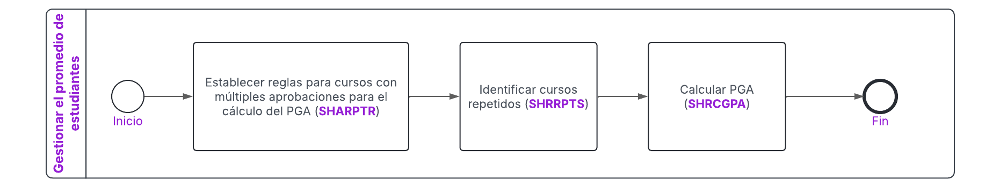 Gestionar el promedio de
estudiantes
Inicio
Establecer reglas para cursos con
múltiples aprobaciones para el
cálculo del PGA (SHARPTR)
Identificar cursos
repetidos (SHRRPTS)
Calcular PGA
(SHRCGPA)
Fin